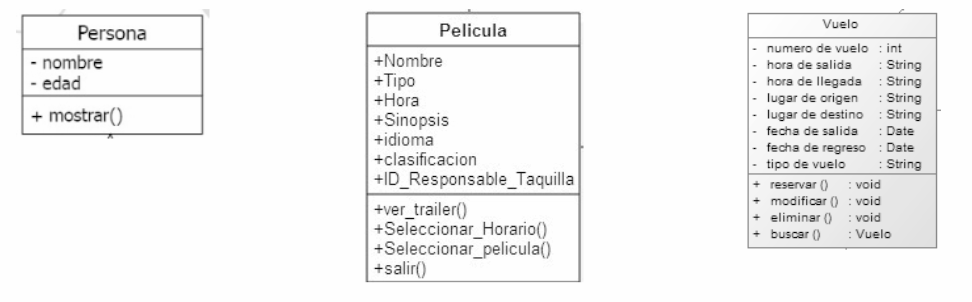 Persona
- nombre
- edad
+ mostrar()
Pelicula
+Nombre
+Tipo
+Hora
+Sinopsis
+idioma
+clasificacion
+ID_Responsable_Taquilla
+ver_trailer()
+Seleccionar_Horario()
+Seleccionar_pelicula()
+salir()
Vuelo
- numero de vuelo : int
- hora de salida : String
- hora de llegada : String
- lugar de origen : String
- lugar de destino : String
- fecha de salida : Date
- fecha de regreso : Date
- tipo de vuelo : String
+ reservar () : void
+ modificar () : void
+ eliminar () : void
+ buscar () : Vuelo